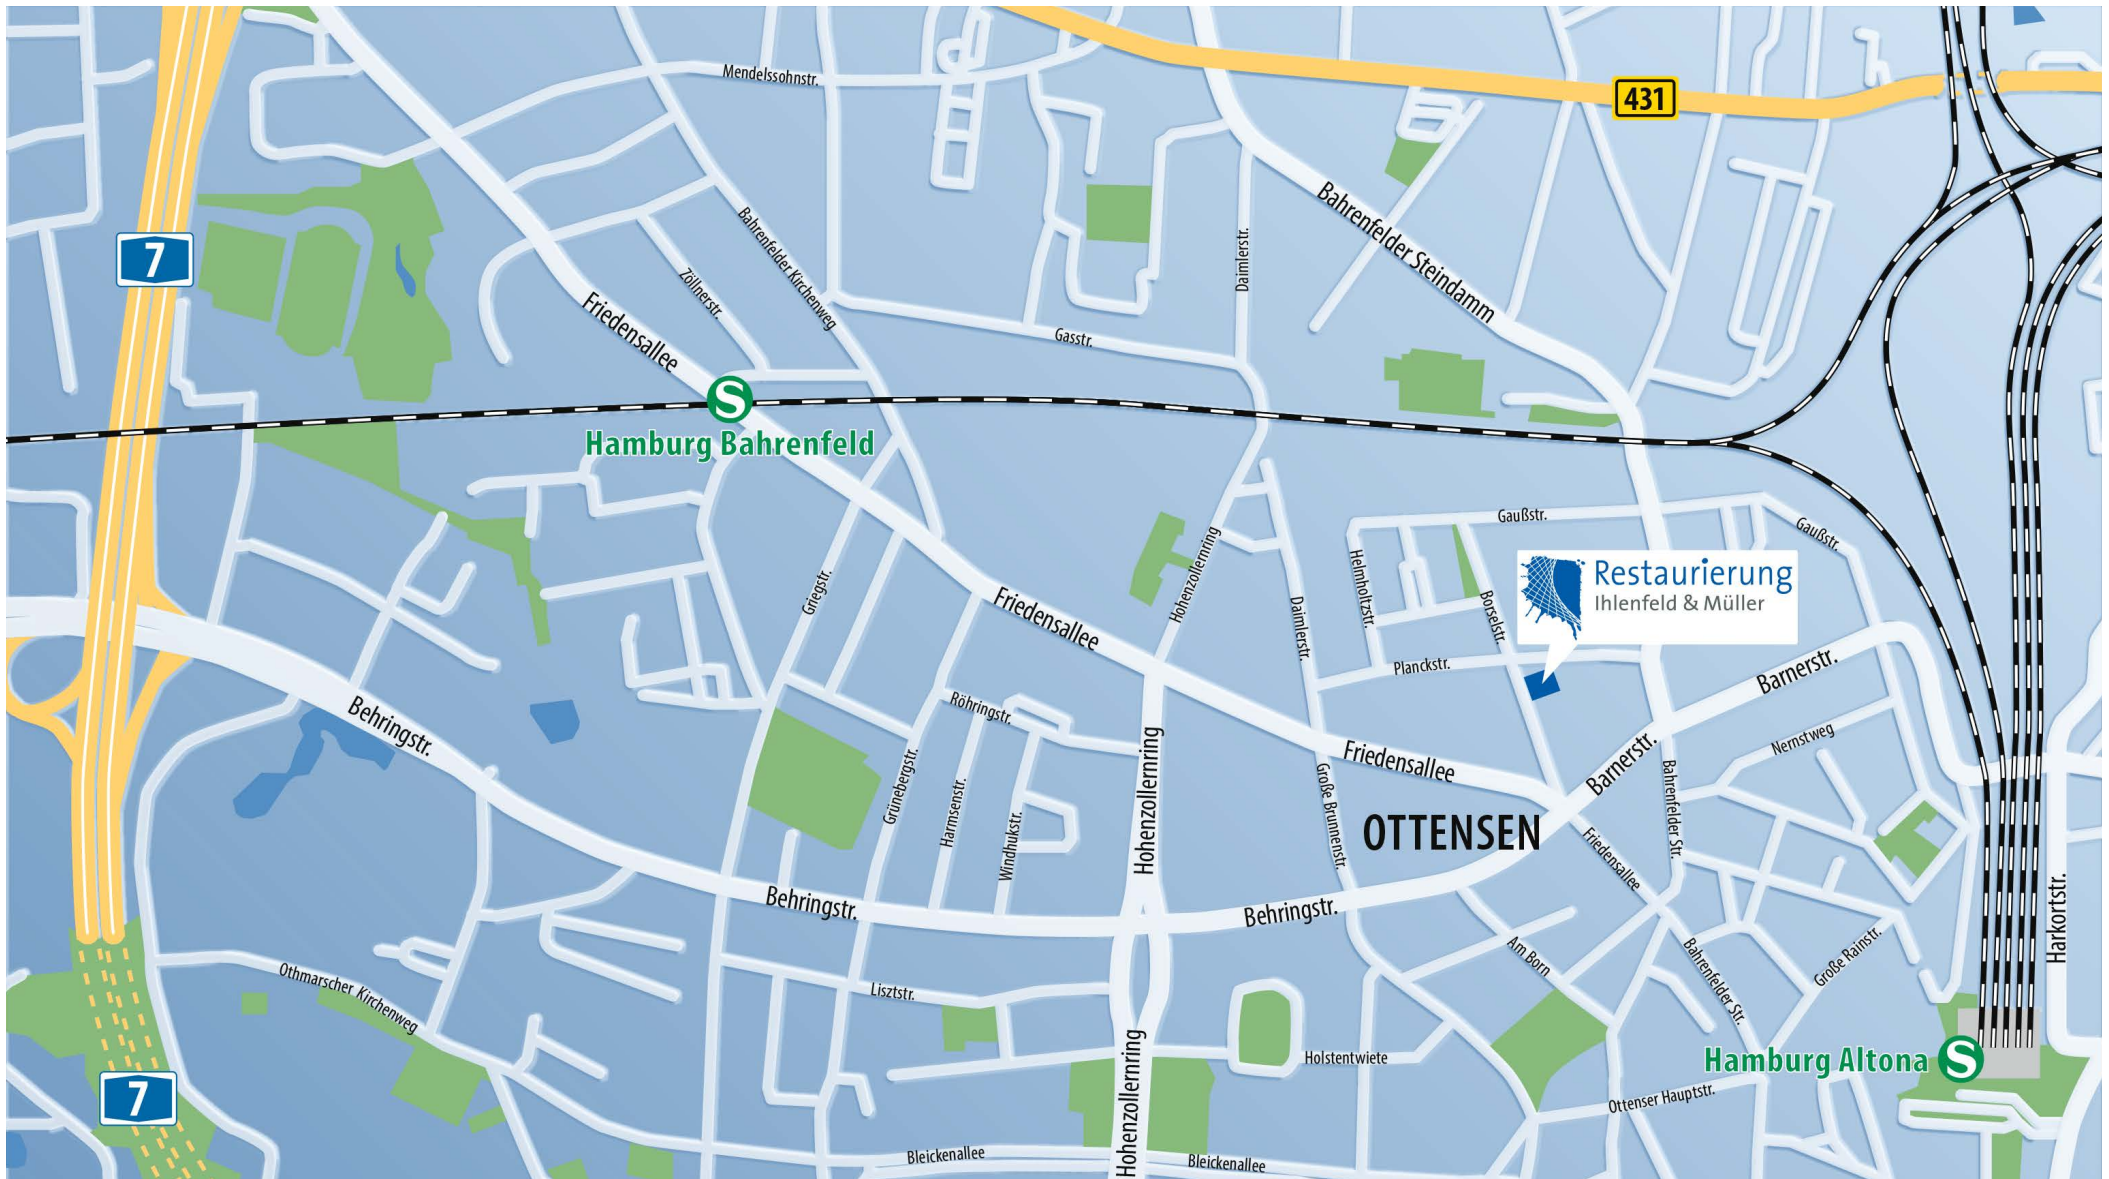 Mendelssohnstr.
431
Bahrenfelder Steindamm
Bahrenfelder Kirchenweg
Daimlerstr.
7
Zöllnerstr.
Friedensallee
Gasstr.
S
Hamburg Bahrenfeld
Gaußstr.
Gaußstr.
Hohenzollernring
Helmholtzstr.
Griegstr.
Restaurierung
Ihlenfeld & Müller
Borselstr.
Friedensallee
Daimlerstr.
Planckstr.
Barnerstr.
Röhringstr.
Behringstr.
Nernstweg
Friedensallee
Barnerstr.
Hohenzollernring
Grünebergstr.
Harmsenstr.
Windhukstr.
Große Brunnenstr.
Bahrenfelder Str.
OTTENSEN
Friedensallee
Behringstr.
Behringstr.
Harkortstr.
Am Born
Große Rainstr.
Bahrenfelder Str.
Othmarscher Kirchenweg
Lisztstr.
Holstentwiete
Hamburg Altona
S
7
Hohenzollernring
Ottenser Hauptstr.
Bleickenallee
Bleickenallee